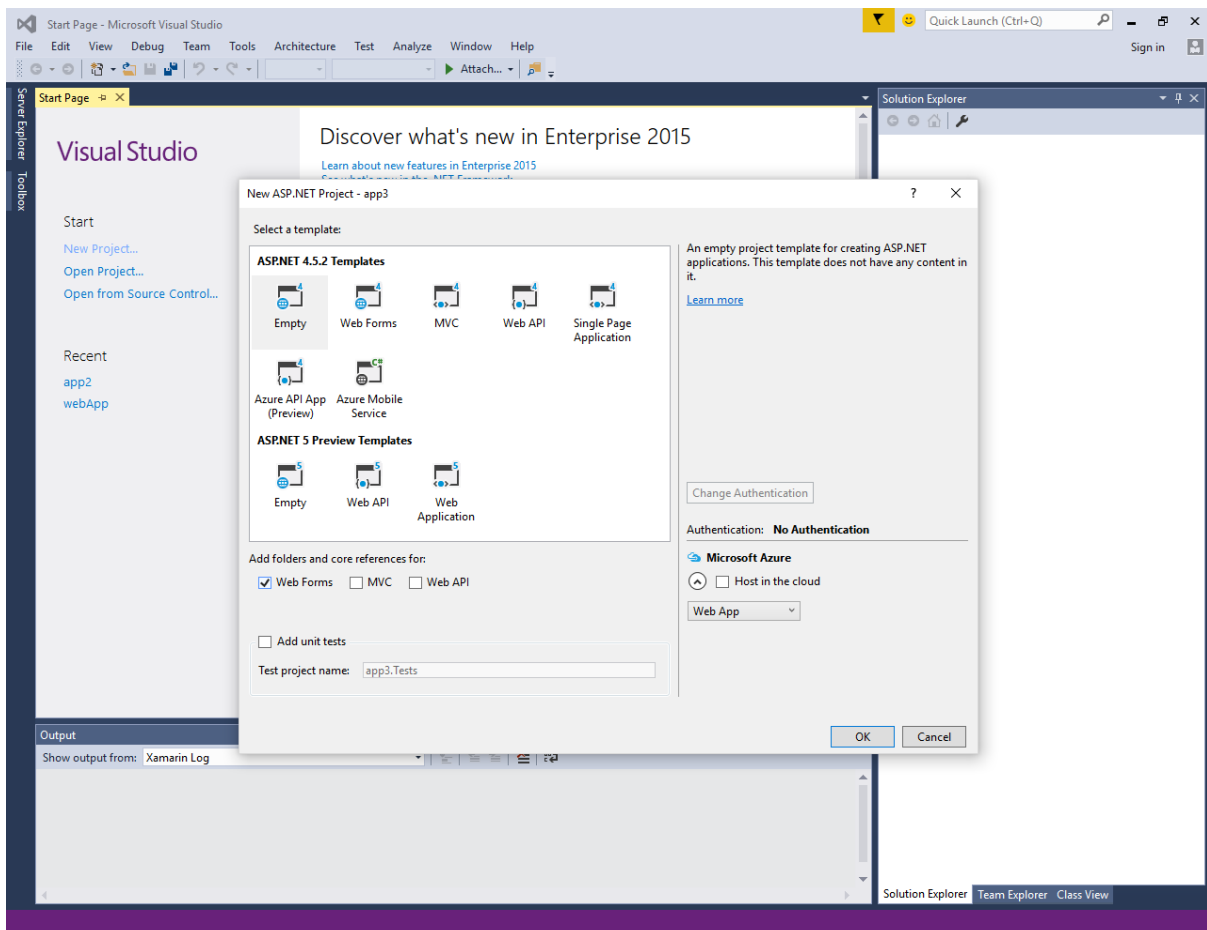 Start Page - Microsoft Visual Studio
Quick Launch (Ctrl+Q)
File Edit View Debug Team Tools Architecture Test Analyze Window Help
Sign in
Attach...
Server Explorer
Toolbox
Start Page
Solution Explorer
Visual Studio
Discover what's new in Enterprise 2015
Learn about new features in Enterprise 2015
See what's new in the .NET Framework
Start
New Project...
Open Project...
Open from Source Control...
Recent
app2
webApp
New ASP.NET Project - app3
?
Select a template:
ASP.NET 4.5.2 Templates
Empty
Web Forms
MVC
Web API
Single Page
Application
Azure API App
(Preview)
Azure Mobile
Service
ASP.NET 5 Preview Templates
Empty
Web API
Web
Application
An empty project template for creating ASP.NET
applications. This template does not have any content in
it.
Learn more
Change Authentication
Authentication: No Authentication
Microsoft Azure
Host in the cloud
Web App
Add folders and core references for:
Web Forms MVC Web API
Add unit tests
Test project name: app3.Tests
OK Cancel
Output
Show output from: Xamarin Log
Solution Explorer Team Explorer Class View